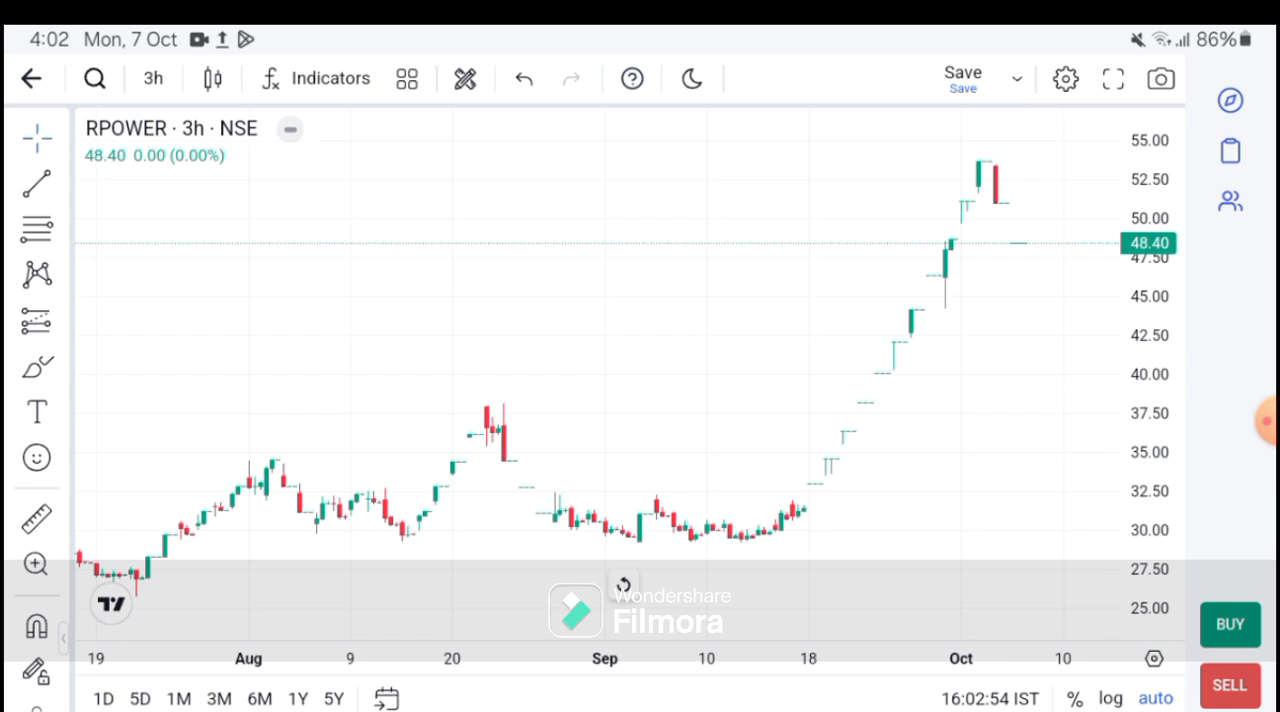 4:02 Mon, 7 Oct 86%
3h Indicators Save
Save
RPOWER · 3h · NSE
48.40 0.00 (0.00%)
55.00
52.50
50.00
48.40
47.50
45.00
42.50
40.00
37.50
35.00
32.50
30.00
27.50
25.00
Wondershare
Filmora
BUY
19 Aug 9 20 Sep 10 18 Oct 10
SELL
1D 5D 1M 3M 6M 1Y 5Y 16:02:54 IST % log auto